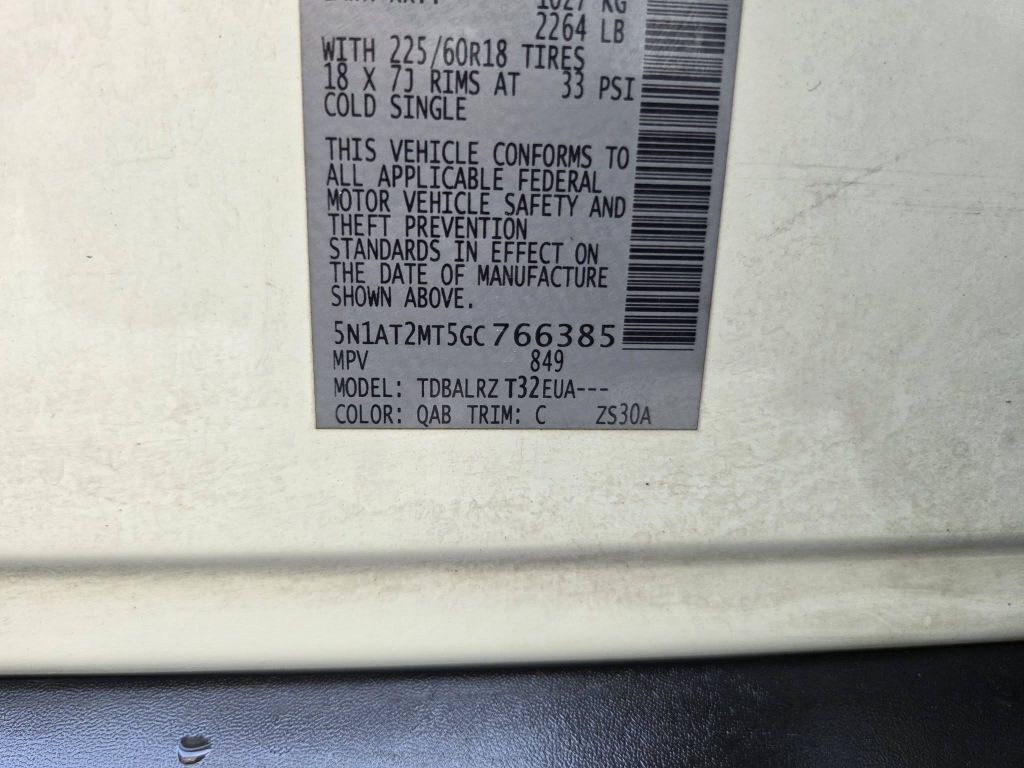 1027 KG
2264 LB
WITH 225/60R18 TIRES
18 X 7J RIMS AT 33 PSI
COLD SINGLE
THIS VEHICLE CONFORMS TO
ALL APPLICABLE FEDERAL
MOTOR VEHICLE SAFETY AND
THEFT PREVENTION
STANDARDS IN EFFECT ON
THE DATE OF MANUFACTURE
SHOWN ABOVE.
5N1AT2MT5GC766385
MPV 849
MODEL: TDBALRZ T32EUA---
COLOR: QAB TRIM: C ZS30A